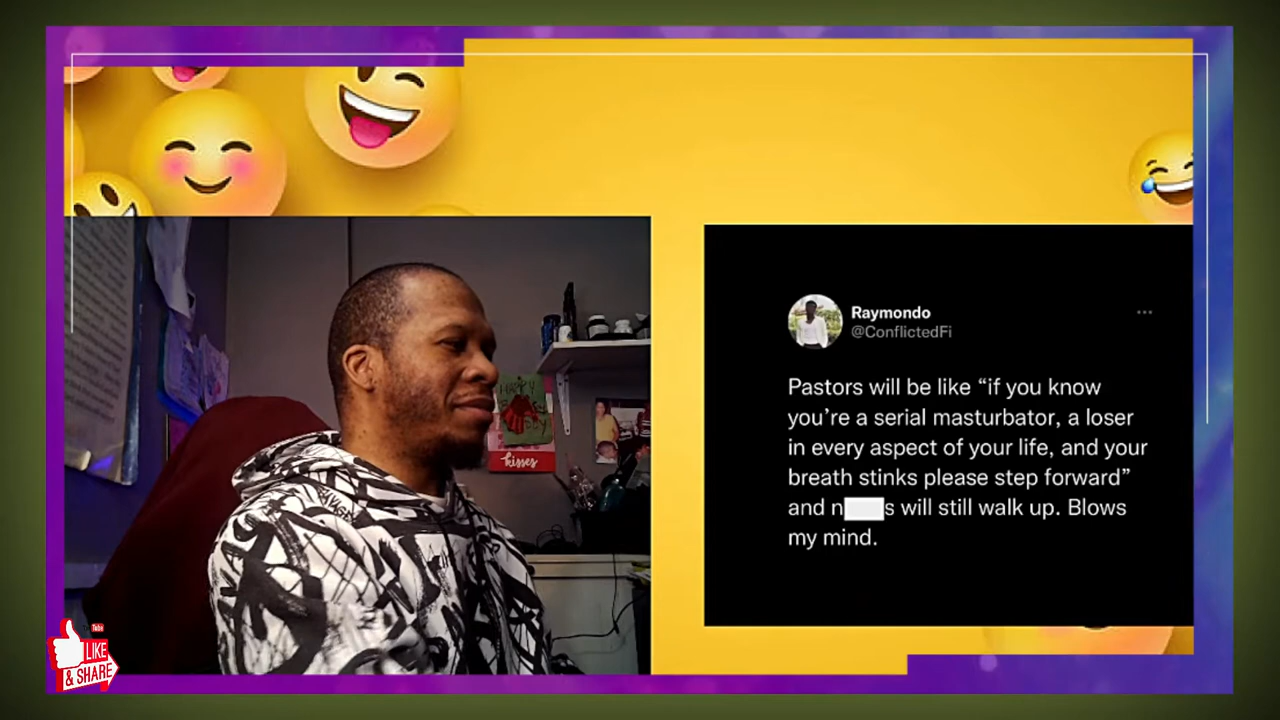 Raymondo
@ConflictedFi
Pastors will be like “if you know
you’re a serial masturbator, a loser
in every aspect of your life, and your
breath stinks please step forward”
and n s will still walk up. Blows
my mind.
HAPPY
kisses
Tube
LIKE
& SHARE